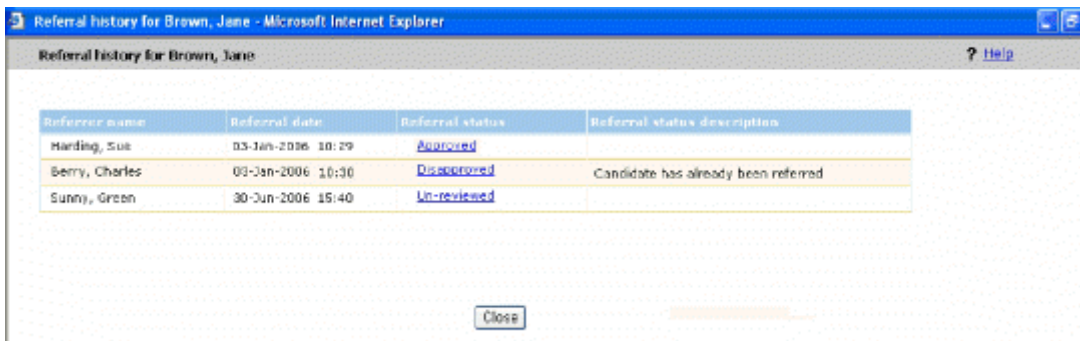 Referral history for Brown, Jane - Microsoft Internet Explorer
Referral history for Brown, Jane ? Help
Referrer name Referral date Referral status Referral status description
Harding, Sue 03-Jan-2006 10:29 Approved
Berry, Charles 03-Jan-2006 10:30 Disapproved Candidate has already been referred
Sunny, Green 30-Jun-2006 15:40 Un-reviewed
Close